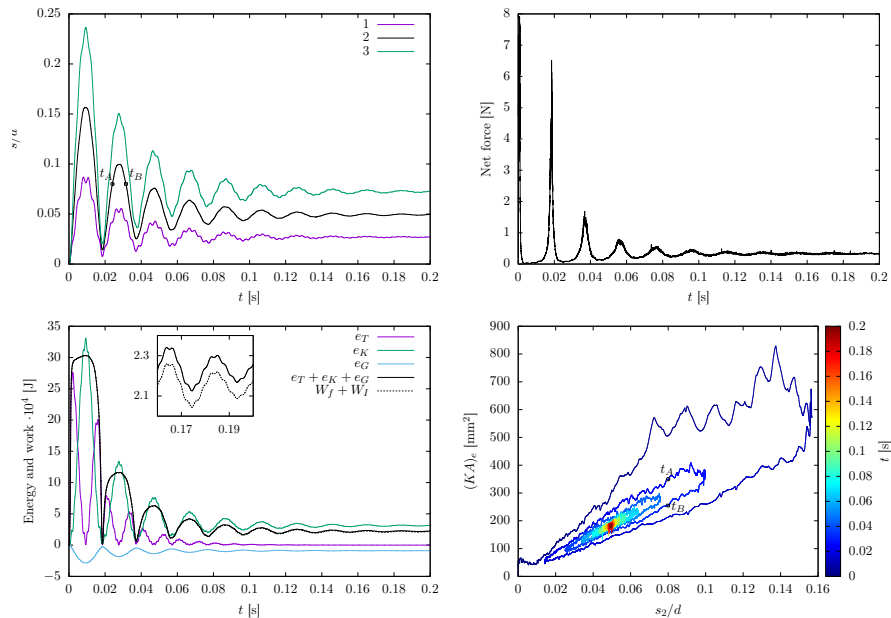 0.25
0.2
0.15
0.1
0.05
0
0 0.02 0.04 0.06 0.08 0.1 0.12 0.14 0.16 0.18 0.2
t [s]
1
2
3
t_A
t_B
8
7
6
5
4
3
2
1
0
Net force [N]
0 0.02 0.04 0.06 0.08 0.1 0.12 0.14 0.16 0.18 0.2
t [s]
35
30
25
20
15
10
5
0
−5
Energy and work ·10⁴ [J]
0 0.02 0.04 0.06 0.08 0.1 0.12 0.14 0.16 0.18 0.2
t [s]
2.3
2.1
0.17 0.19
e_T
e_K
e_G
e_T + e_K + e_G
W_f + W_I
900
800
700
600
500
400
300
200
100
0
(KA)_e [mm²]
0 0.02 0.04 0.06 0.08 0.1 0.12 0.14 0.16
s_2/d
t_A
t_B
0.2
0.18
0.16
0.14
0.12
0.1
0.08
0.06
0.04
0.02
0
t [s]